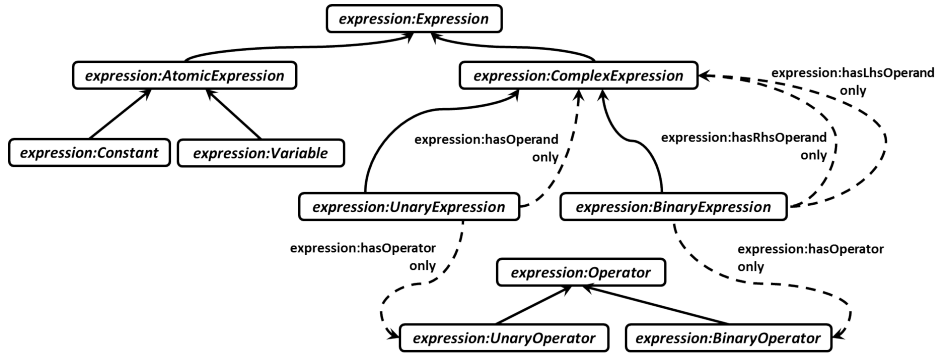 expression:Expression
expression:AtomicExpression
expression:ComplexExpression
expression:hasLhsOperand
only
expression:Constant
expression:Variable
expression:hasOperand
only
expression:hasRhsOperand
only
expression:UnaryExpression
expression:BinaryExpression
expression:hasOperator
only
expression:hasOperator
only
expression:Operator
expression:UnaryOperator
expression:BinaryOperator